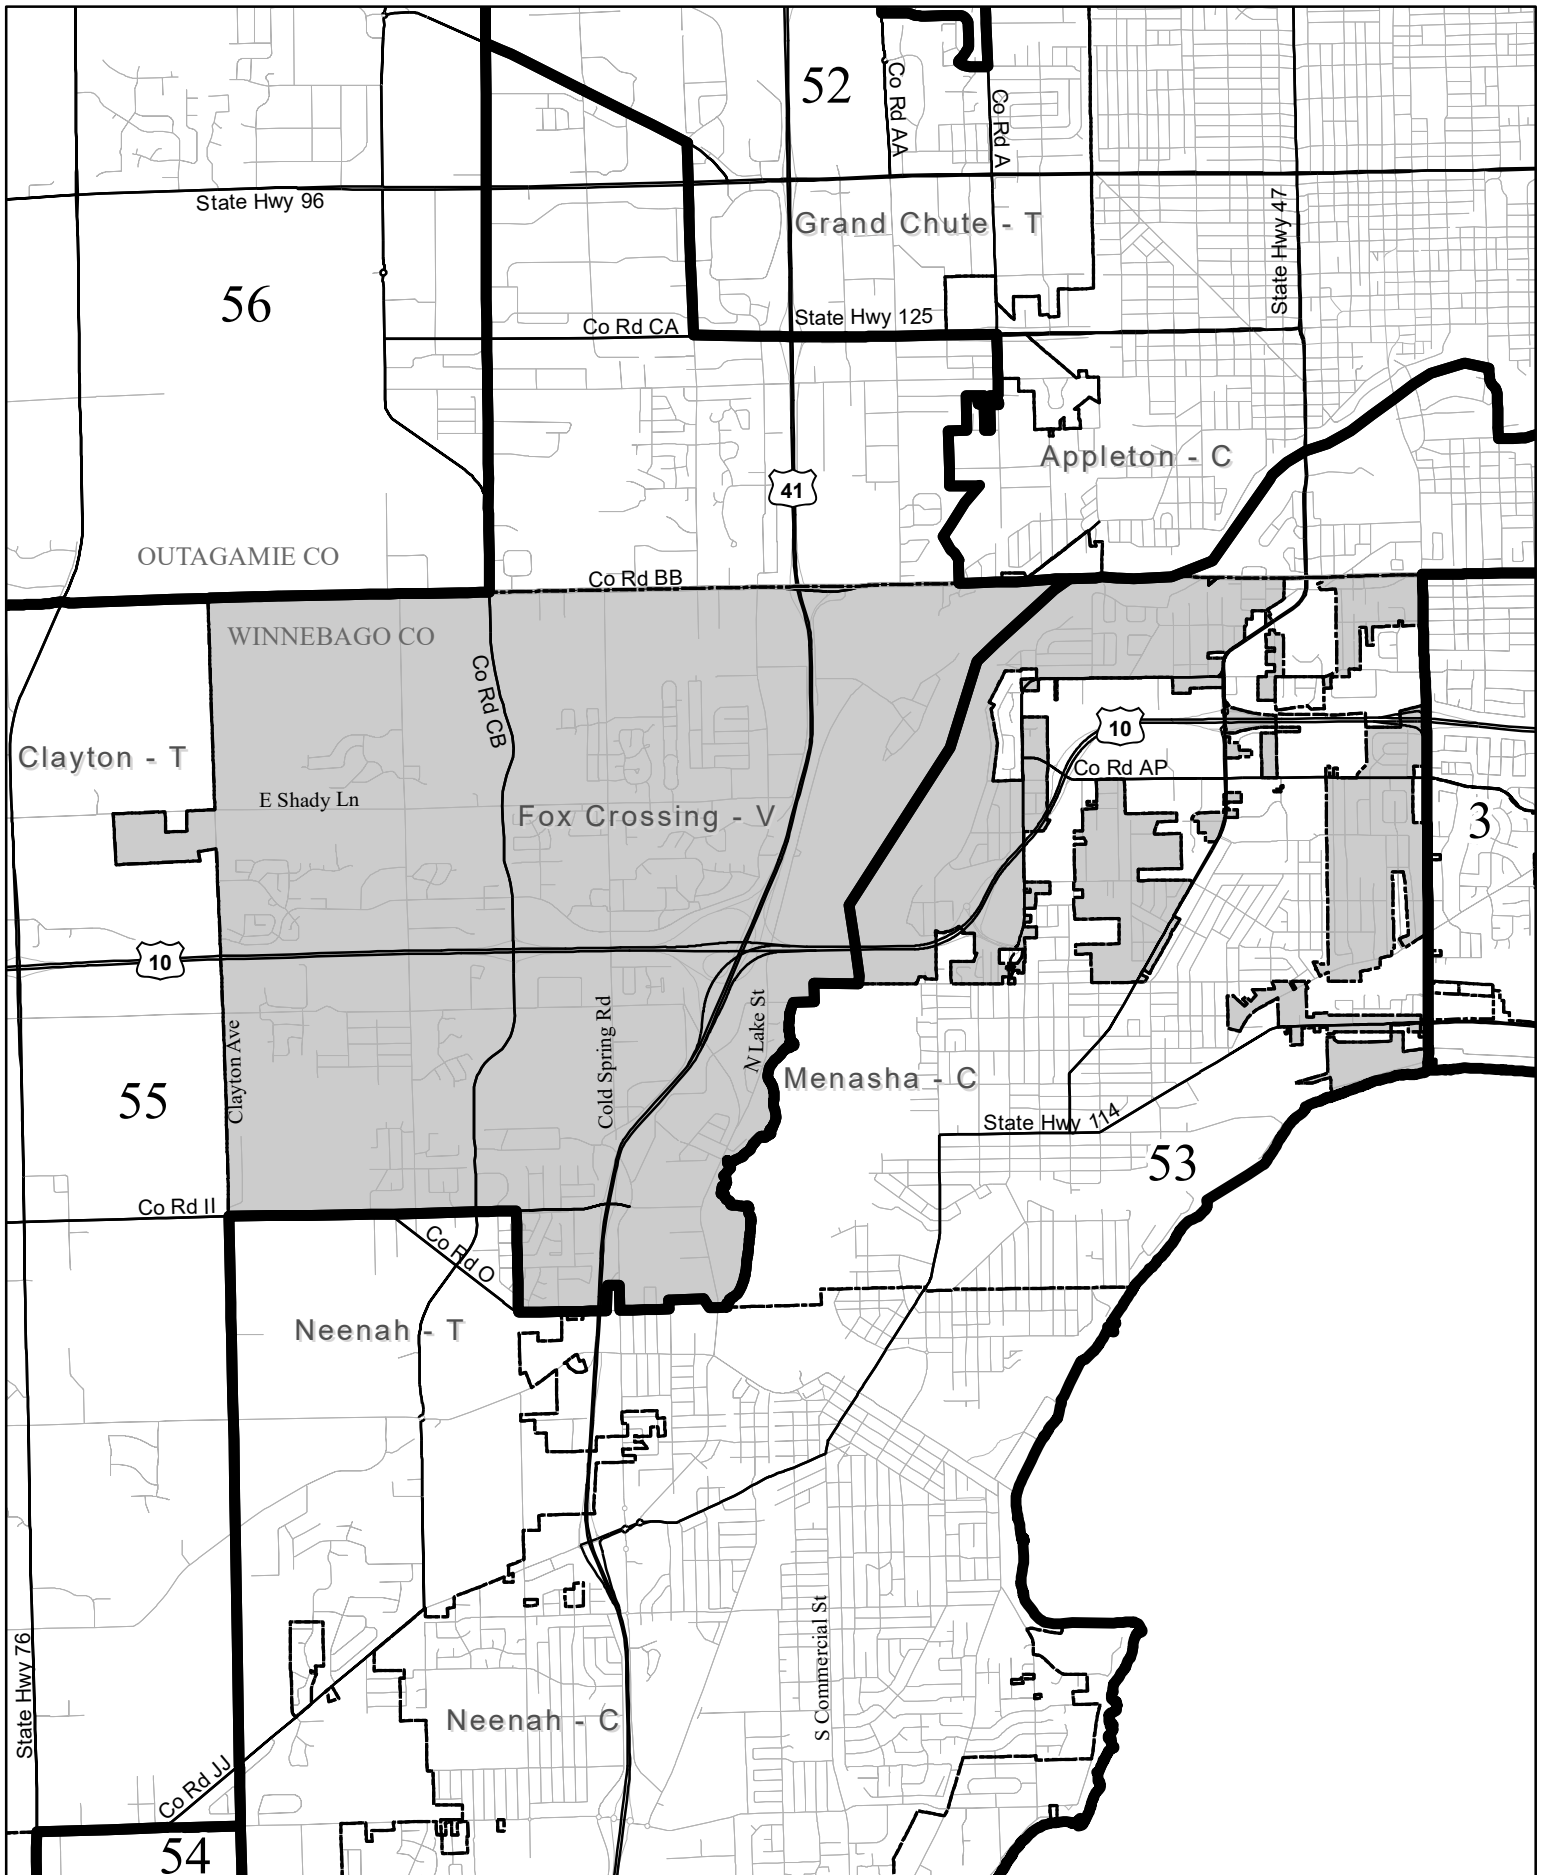 52
Co Rd AA
Co Rd A
State Hwy 96
State Hwy 47
Grand Chute - T
56
State Hwy 125
Co Rd CA
Appleton - C
41
OUTAGAMIE CO
Co Rd BB
WINNEBAGO CO
Co Rd CB
10
Clayton - T
Co Rd AP
E Shady Ln
Fox Crossing - V
3
10
Cold Spring Rd
N Lake St
Clayton Ave
Menasha - C
55
State Hwy 114
53
Co Rd II
Co Rd O
Neenah - T
S Commercial St
State Hwy 76
Neenah - C
Co Rd JJ
54